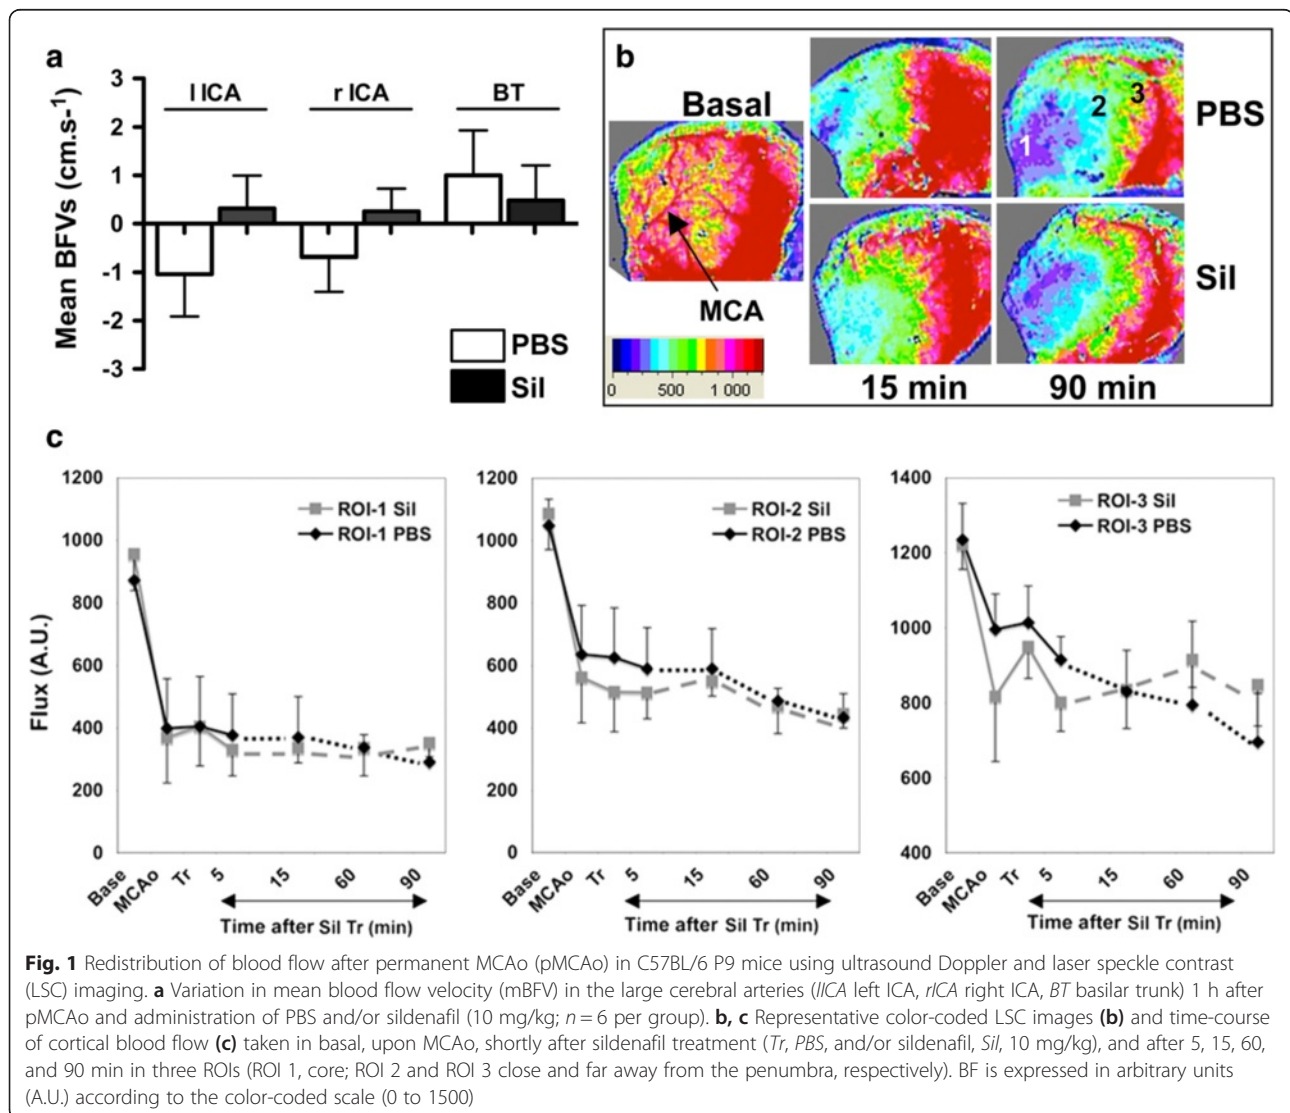 a
Mean BFVs (cm.s-1)
3
2
1
0
-1
-2
-3
l ICA
r ICA
BT
PBS
Sil
b
Basal
MCA
0
500
1 000
1
2
3
PBS
Sil
15 min
90 min
c
Flux (A.U.)
1200
1000
800
600
400
200
0
ROI-1 Sil
ROI-1 PBS
Base
MCAo
Tr
5
15
60
90
Time after Sil Tr (min)
1200
1000
800
600
400
200
0
ROI-2 Sil
ROI-2 PBS
Base
MCAo
Tr
5
15
60
90
Time after Sil Tr (min)
1400
1200
1000
800
600
400
ROI-3 Sil
ROI-3 PBS
Base
MCAo
Tr
5
15
60
90
Time after Sil Tr (min)
Fig. 1 Redistribution of blood flow after permanent MCAo (pMCAo) in C57BL/6 P9 mice using ultrasound Doppler and laser speckle contrast
(LSC) imaging. a Variation in mean blood flow velocity (mBFV) in the large cerebral arteries (lICA left ICA, rICA right ICA, BT basilar trunk) 1 h after
pMCAo and administration of PBS and/or sildenafil (10 mg/kg; n = 6 per group). b, c Representative color-coded LSC images (b) and time-course
of cortical blood flow (c) taken in basal, upon MCAo, shortly after sildenafil treatment (Tr, PBS, and/or sildenafil, Sil, 10 mg/kg), and after 5, 15, 60,
and 90 min in three ROIs (ROI 1, core; ROI 2 and ROI 3 close and far away from the penumbra, respectively). BF is expressed in arbitrary units
(A.U.) according to the color-coded scale (0 to 1500)